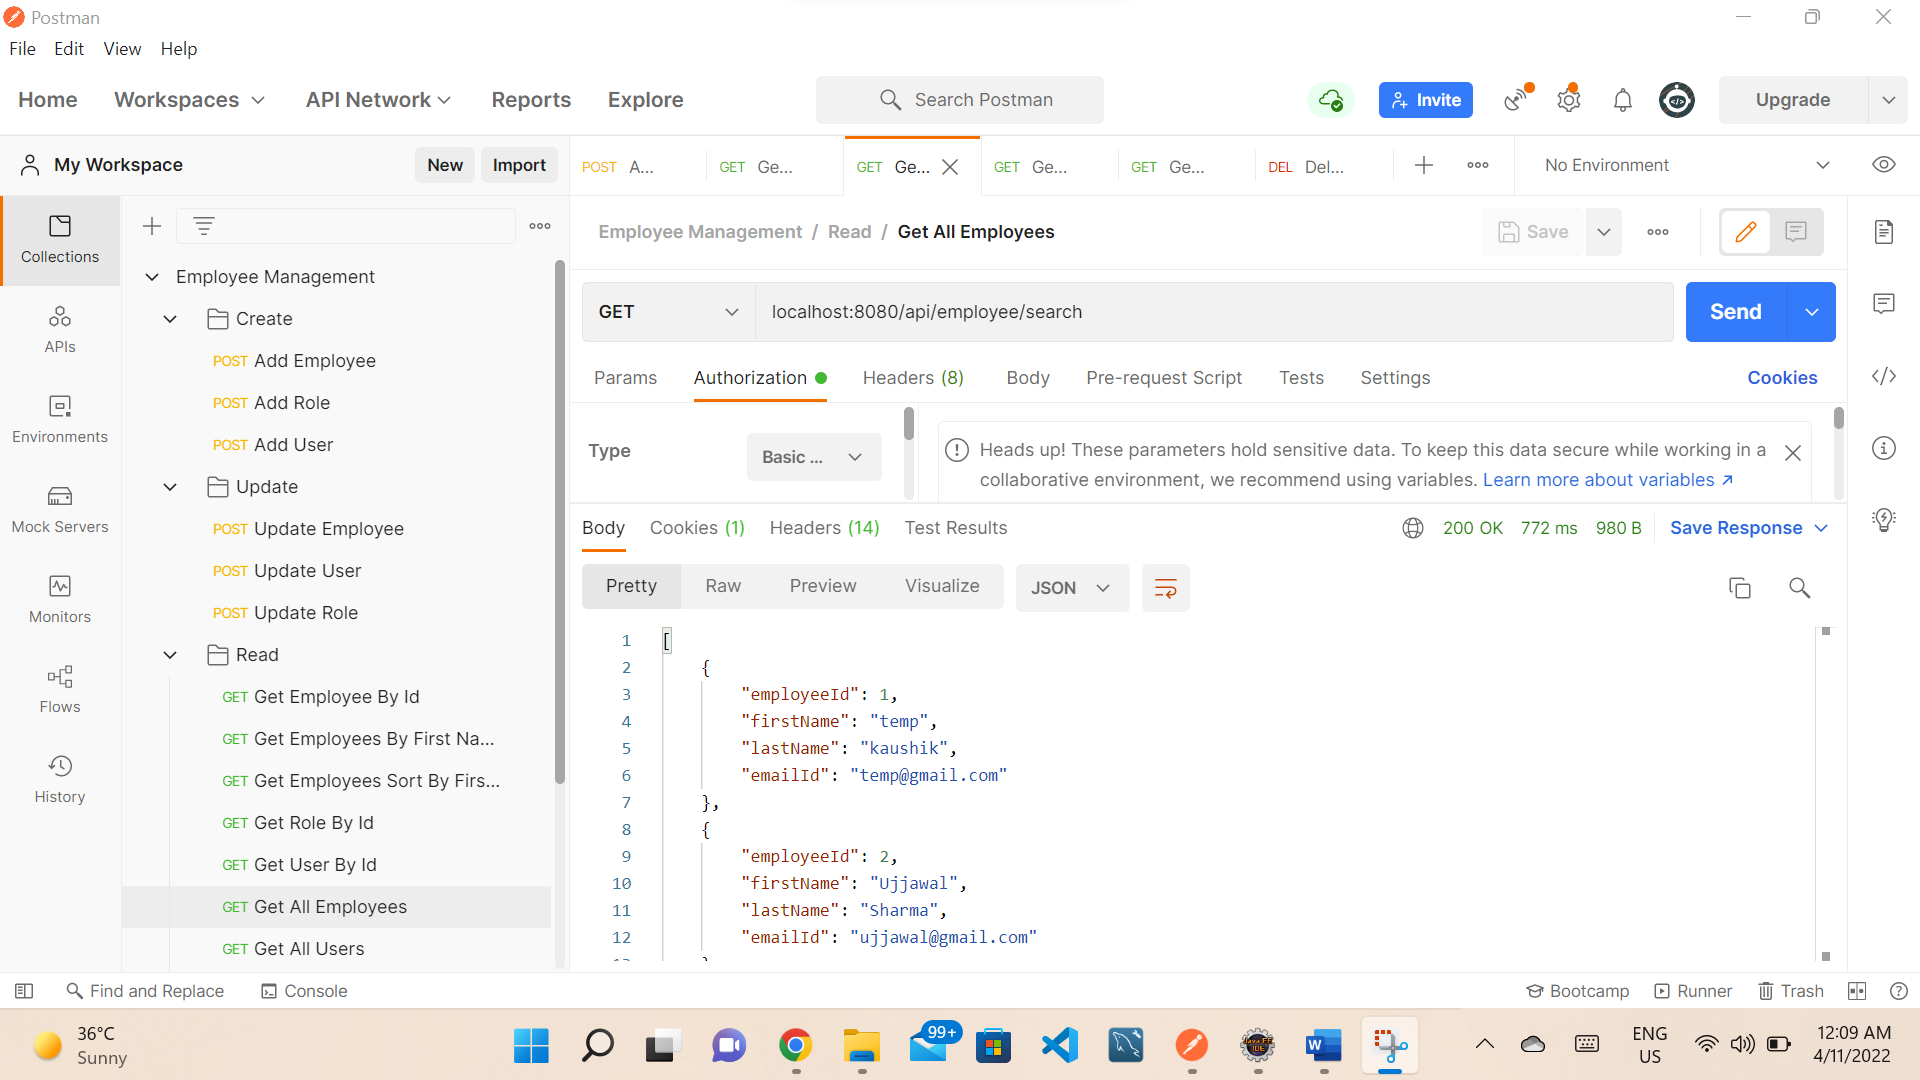 Postman
File Edit View Help
Home Workspaces API Network Reports Explore Search Postman Invite Upgrade
My Workspace New Import POST A... GET Ge... GET Ge... GET Ge... GET Ge... DEL Del... No Environment
Employee Management / Read / Get All Employees Save
Collections
APIs
Environments
Mock Servers
Monitors
Flows
History
Employee Management
Create
POST Add Employee
POST Add Role
POST Add User
Update
POST Update Employee
POST Update User
POST Update Role
Read
GET Get Employee By Id
GET Get Employees By First Na...
GET Get Employees Sort By Firs...
GET Get Role By Id
GET Get User By Id
GET Get All Employees
GET Get All Users
GET localhost:8080/api/employee/search Send
Params Authorization Headers (8) Body Pre-request Script Tests Settings Cookies
Type Basic ...
Heads up! These parameters hold sensitive data. To keep this data secure while working in a
collaborative environment, we recommend using variables. Learn more about variables ↗
Body Cookies (1) Headers (14) Test Results 200 OK 772 ms 980 B Save Response
Pretty Raw Preview Visualize JSON
1 [
2 {
3 "employeeId": 1,
4 "firstName": "temp",
5 "lastName": "kaushik",
6 "emailId": "temp@gmail.com"
7 },
8 {
9 "employeeId": 2,
10 "firstName": "Ujjawal",
11 "lastName": "Sharma",
12 "emailId": "ujjawal@gmail.com"
Find and Replace Console Bootcamp Runner Trash
36°C
Sunny
99+
Java EE
IDE
W
ENG
US
12:09 AM
4/11/2022